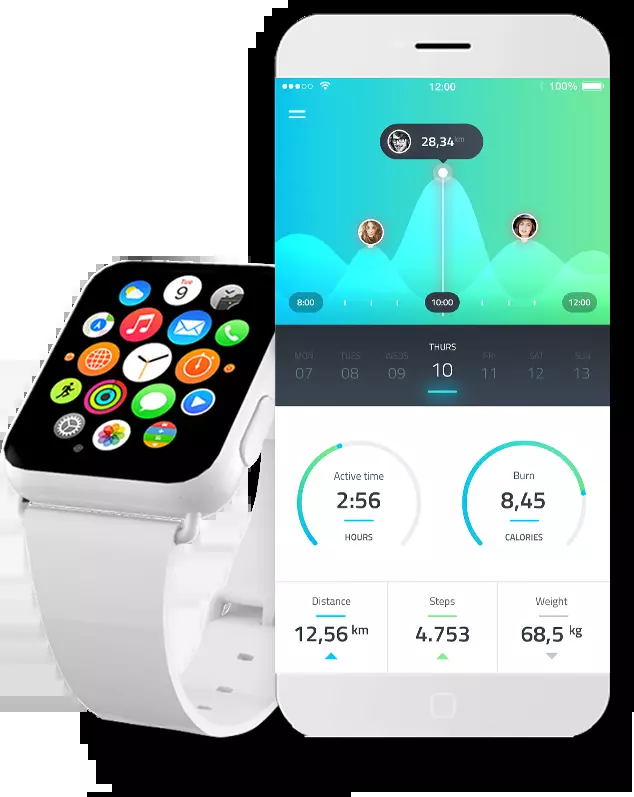 12:00
100%
28,34 km
8:00
10:00
12:00
THURS
MON TUES WEDS FRI SAT SUN
07 08 09 10 11 12 13
Active time
2:56
HOURS
Burn
8,45
CALORIES
Distance
12,56 km
Steps
4.753
Weight
68,5 kg
TUE
9